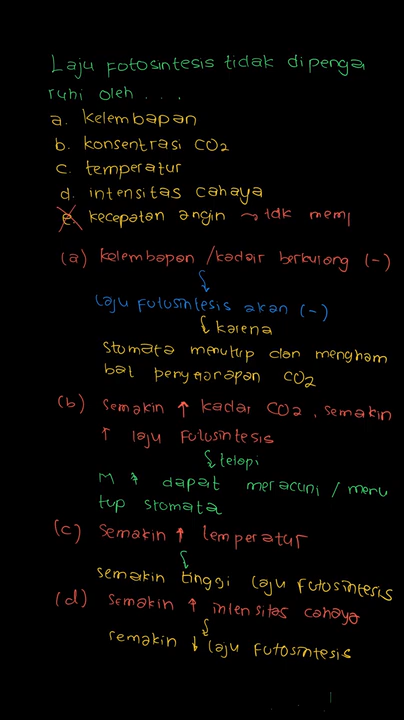 Laju fotosintesis tidak dipenga
ruhi oleh ...
a. kelembapan
b. konsentrasi CO2
c. temperatur
d. intensitas cahaya
e. kecepatan angin → tdk memp
(a) kelembapan /kadair berkurang (-)
laju fotosintesis akan (-)
karena
stomata menutup dan mengham
bat penyerapan CO2
(b) semakin ↑ kadar CO2, semakin
↑ laju fotosintesis
tetapi
M ↑ dapat meracuni / menu
tup stomata
(c) semakin ↑ temperatur
semakin tinggi laju fotosintesis
(d) semakin ↑ intensitas cahaya
semakin ↓ laju fotosintesis